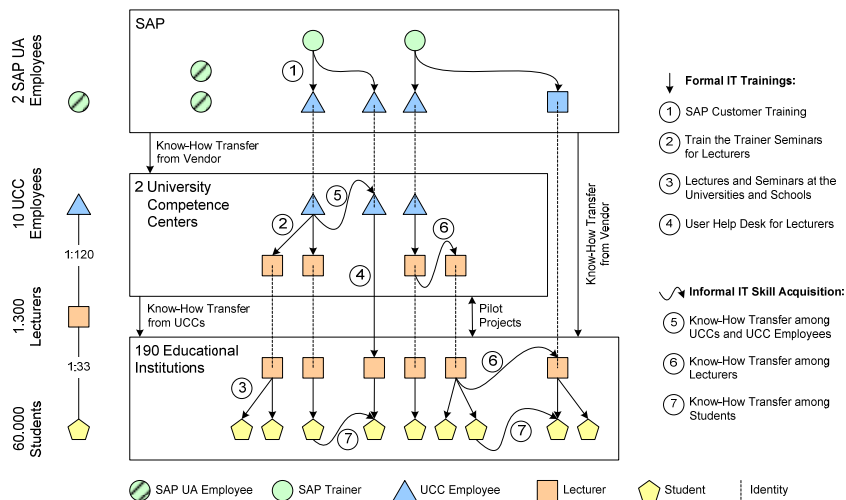 2 SAP UA
Employees
10 UCC
Employees
1.300
Lecturers
60.000
Students
1:120
1:33
SAP
1
Know-How Transfer
from Vendor
2 University
Competence
Centers
5
2
6
4
Know-How Transfer
from Vendor
Know-How Transfer
from UCCs
Pilot
Projects
190 Educational
Institutions
6
3
7
7
Formal IT Trainings:
1 SAP Customer Training
2 Train the Trainer Seminars
for Lecturers
3 Lectures and Seminars at the
Universities and Schools
4 User Help Desk for Lecturers
Informal IT Skill Acquisition:
5 Know-How Transfer among
UCCs and UCC Employees
6 Know-How Transfer among
Lecturers
7 Know-How Transfer among
Students
SAP UA Employee
SAP Trainer
UCC Employee
Lecturer
Student
Identity